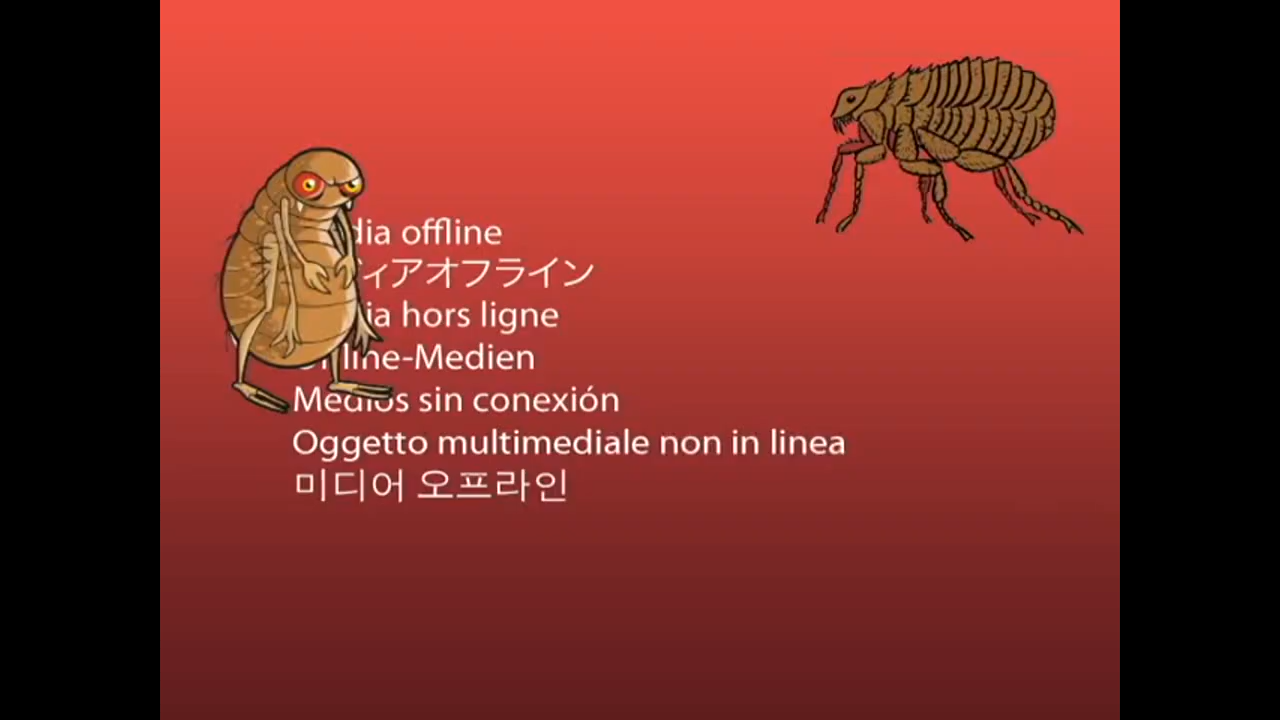 dia offline
ィアオフライン
ia hors ligne
line-Medien
Medios sin conexión
Oggetto multimediale non in linea
미디어 오프라인